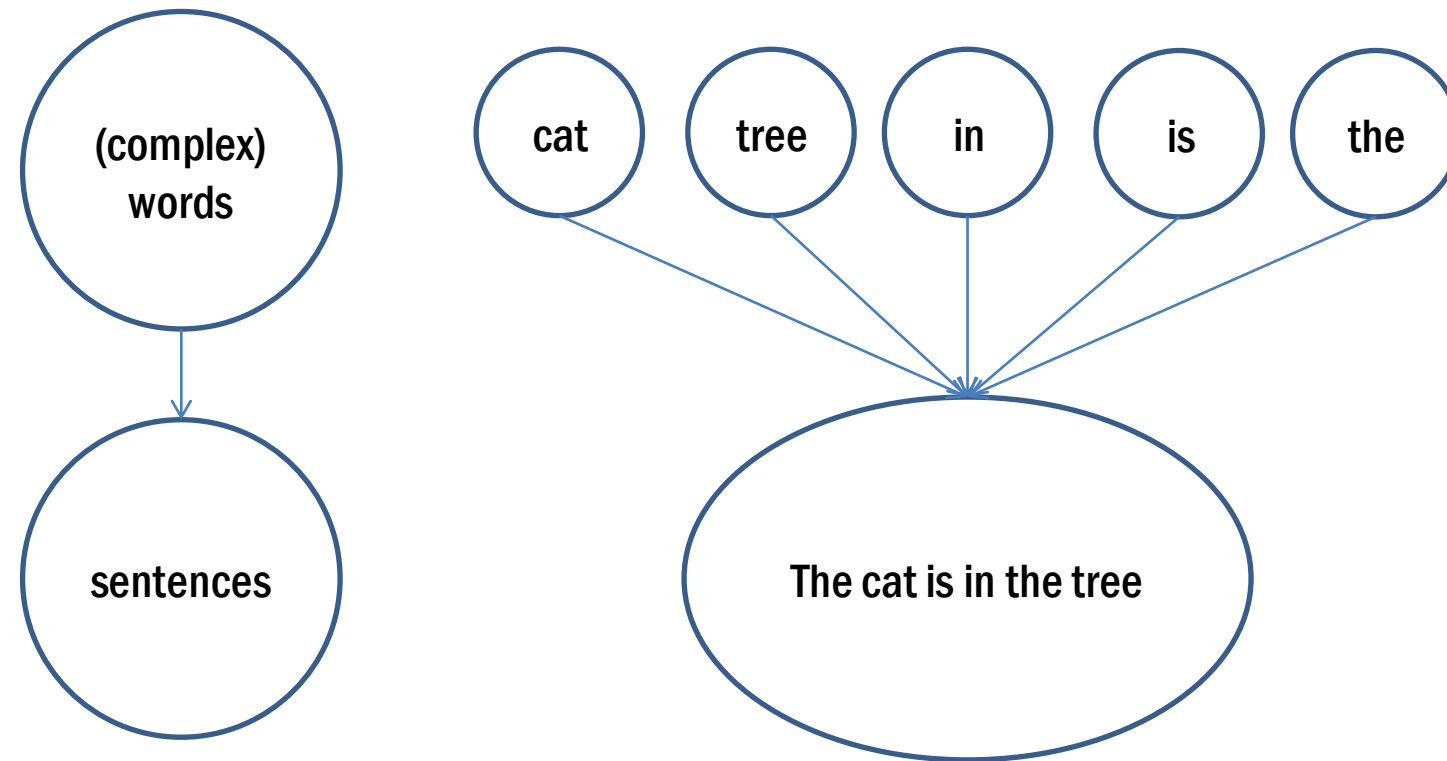 (complex)
words
cat
tree
in
is
the
sentences
The cat is in the tree